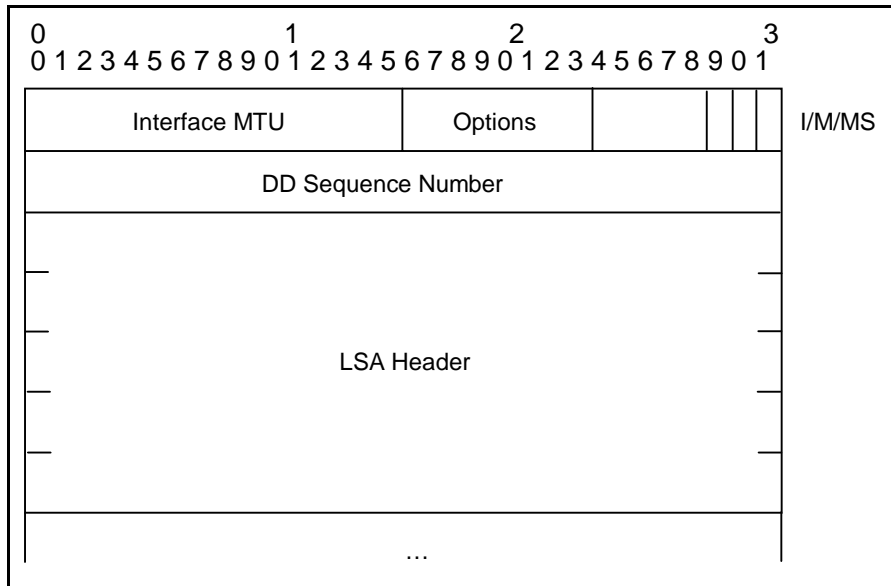 0 1 2 3
0 1 2 3 4 5 6 7 8 9 0 1 2 3 4 5 6 7 8 9 0 1 2 3 4 5 6 7 8 9 0 1
Interface MTU Options I/M/MS
DD Sequence Number
LSA Header
...